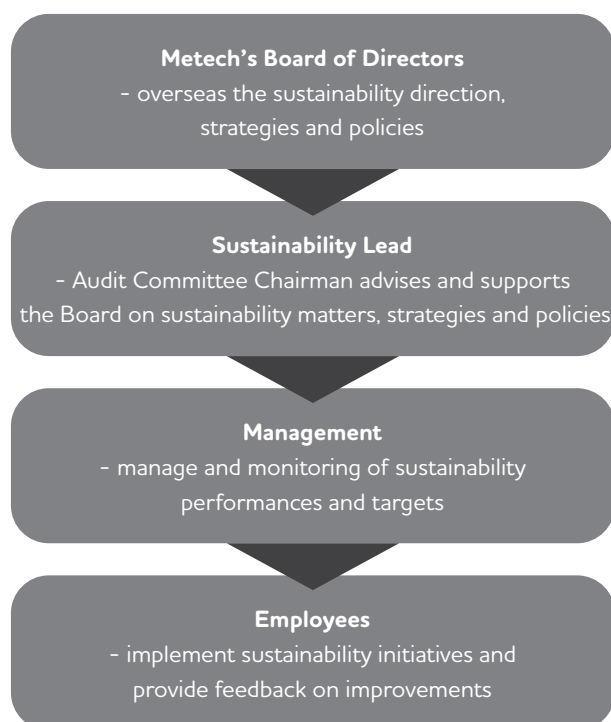 Metech’s Board of Directors
- overseas the sustainability direction,
strategies and policies
Sustainability Lead
- Audit Committee Chairman advises and supports
the Board on sustainability matters, strategies and policies
Management
- manage and monitoring of sustainability
performances and targets
Employees
- implement sustainability initiatives and
provide feedback on improvements